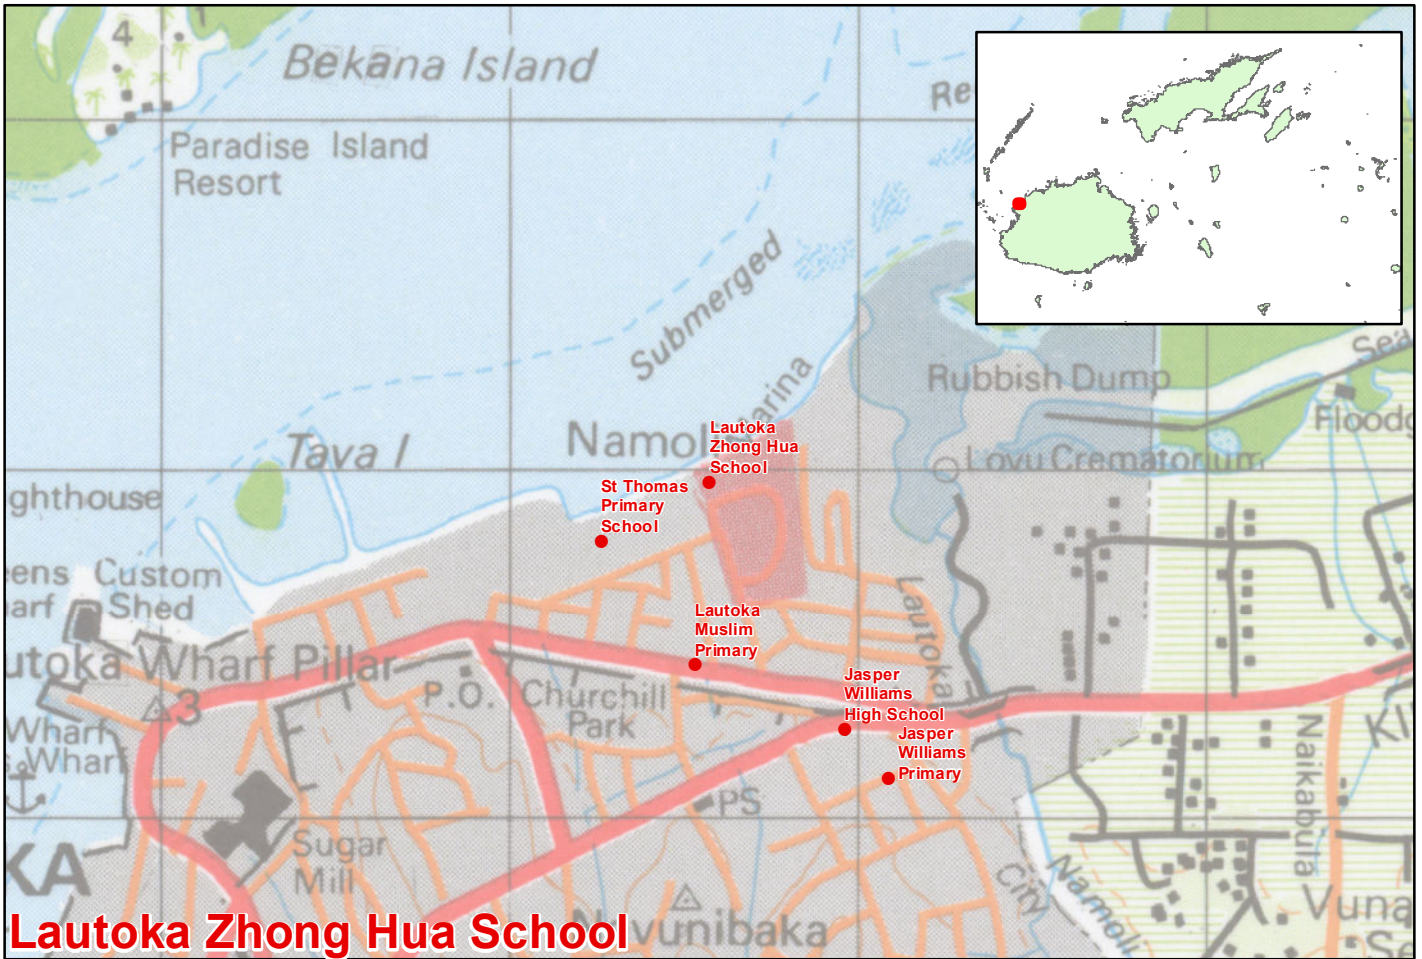 4
Bekana Island
Re
Paradise Island
Resort
Submerged
Marina
Rubbish Dump
Sea
Floodg
Tava I
Namoli
Lautoka
Zhong Hua
School
Lovu Crematorium
ghthouse
St Thomas
Primary
School
eens
Custom
arf
Shed
Lautoka
Lautoka
Muslim
Primary
utoka Wharf Pillar
3
P.O.
Churchill
Park
Jasper
Williams
High School
Jasper
Williams
Primary
Wharf
s Wharf
PS
Naikabula
KA
Sugar
Mill
City
Namoli
Vuna
Navunibaka
Se
Lautoka Zhong Hua School